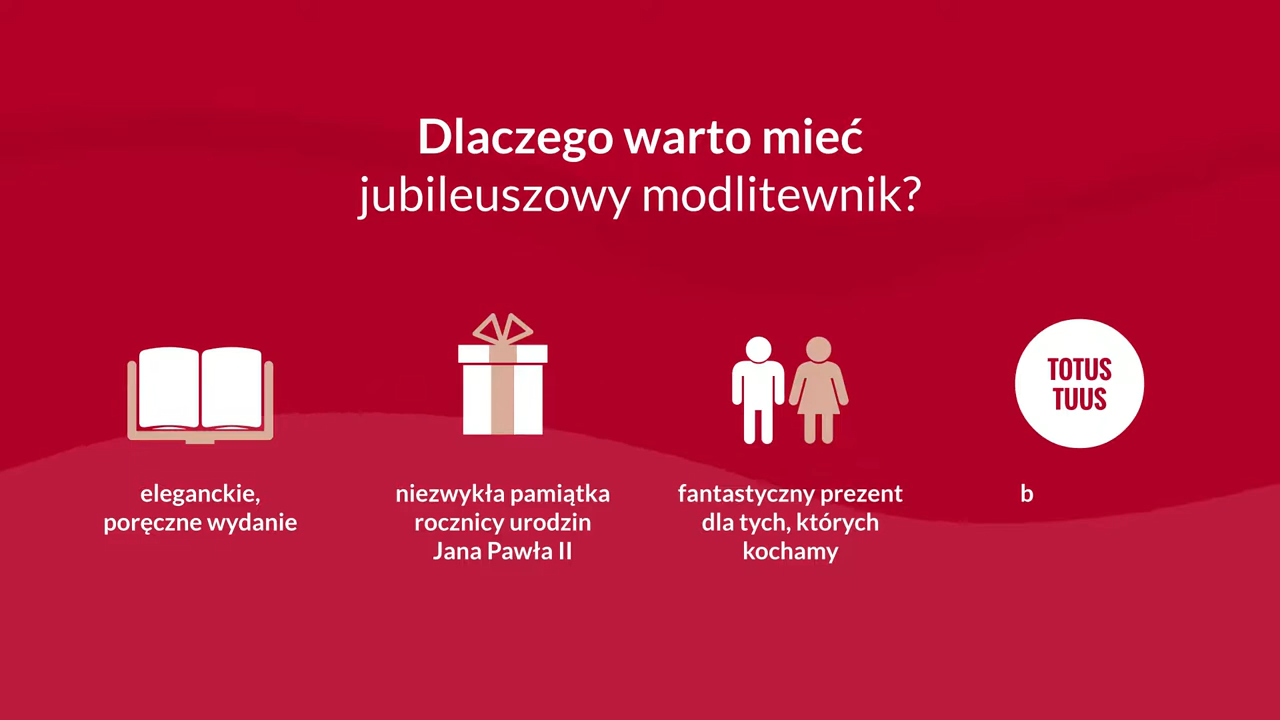 Dlaczego warto mieć
jubileuszowy modlitewnik?
eleganckie,
poręczne wydanie
niezwykła pamiątka
rocznicy urodzin
Jana Pawła II
fantastyczny prezent
dla tych, których
kochamy
TOTUS
TUUS
b